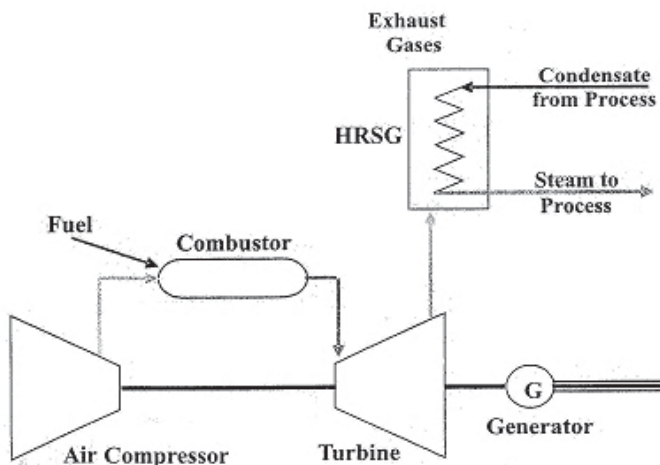 Exhaust
Gases
Condensate
from Process
HRSG
Steam to
Process
Fuel
Combustor
G
Generator
Air Compressor
Turbine